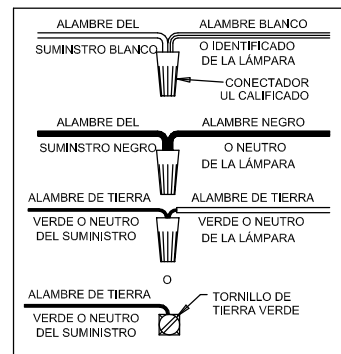 ALAMBRE DEL
SUMINISTRO BLANCO
ALAMBRE BLANCO
O IDENTIFICADO
DE LA LÁMPARA
CONECTADOR
UL CALIFICADO
ALAMBRE DEL
SUMINISTRO NEGRO
ALAMBRE NEGRO
O NEUTRO
DE LA LÁMPARA
ALAMBRE DE TIERRA
VERDE O NEUTRO
DEL SUMINISTRO
ALAMBRE DE TIERRA
VERDE O NEUTRO
DE LA LÁMPARA
O
ALAMBRE DE TIERRA
VERDE O NEUTRO
DEL SUMINISTRO
TORNILLO DE
TIERRA VERDE